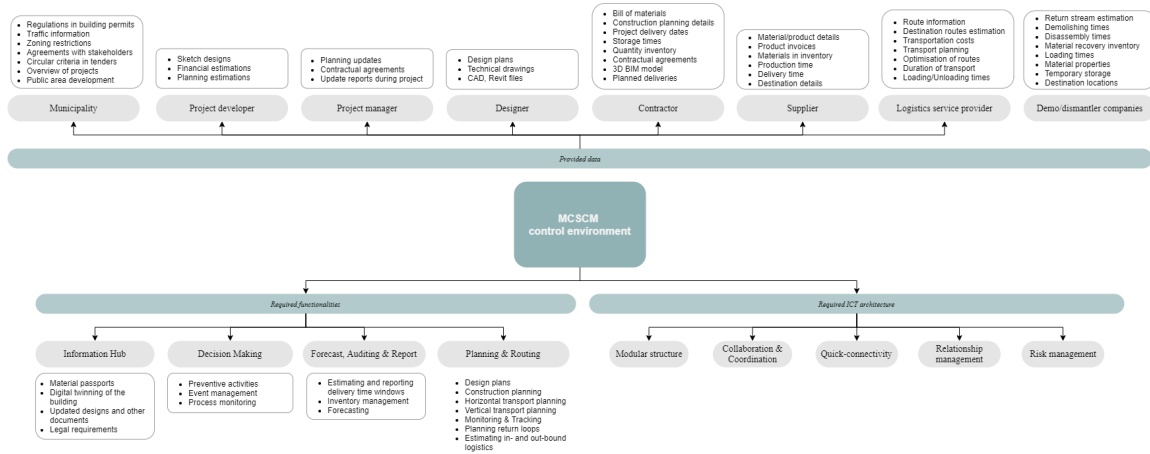 Regulations in building permits
Traffic information
Zoning restrictions
Agreements with stakeholders
Circular criteria in tenders
Overview of projects
Public area development
Municipality
Sketch designs
Financial estimations
Planning estimations
Project developer
Planning updates
Contractual agreements
Update reports during project
Project manager
Design plans
Technical drawings
CAD, Revit files
Designer
Bill of materials
Construction planning details
Project delivery dates
Storage times
Quantity inventory
Contractual agreements
3D BIM model
Planned deliveries
Contractor
Material/product details
Product invoices
Materials in inventory
Production time
Delivery time
Destination details
Supplier
Route information
Destination routes estimation
Transportation costs
Transport planning
Optimisation of routes
Duration of transport
Loading/Unloading times
Logistics service provider
Return stream estimation
Demolishing times
Disassembly times
Material recovery inventory
Loading times
Material properties
Temporary storage
Destination locations
Demo/dismantler companies
Provided data
MCSCM
control environment
Required functionalities
Information Hub
Material passports
Digital twinning of the
building
Updated designs and other
documents
Legal requirements
Decision Making
Preventive activities
Event management
Process monitoring
Forecast, Auditing & Report
Estimating and reporting
delivery time windows
Inventory management
Forecasting
Planning & Routing
Design plans
Construction planning
Horizontal transport planning
Vertical transport planning
Monitoring & Tracking
Planning return loops
Estimating in- and out-bound
logistics
Required ICT architecture
Modular structure
Collaboration &
Coordination
Quick-connectivity
Relationship
management
Risk management